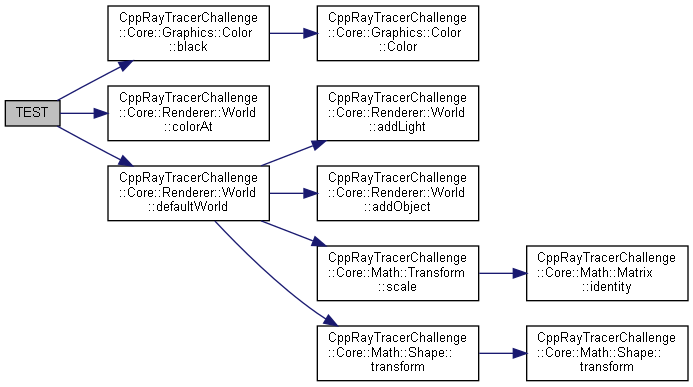 CppRayTracerChallenge
::Core::Graphics::Color
::black
CppRayTracerChallenge
::Core::Graphics::Color
::Color
TEST
CppRayTracerChallenge
::Core::Renderer::World
::colorAt
CppRayTracerChallenge
::Core::Renderer::World
::addLight
CppRayTracerChallenge
::Core::Renderer::World
::defaultWorld
CppRayTracerChallenge
::Core::Renderer::World
::addObject
CppRayTracerChallenge
::Core::Math::Transform
::scale
CppRayTracerChallenge
::Core::Math::Matrix
::identity
CppRayTracerChallenge
::Core::Math::Shape::
transform
CppRayTracerChallenge
::Core::Math::Shape::
transform